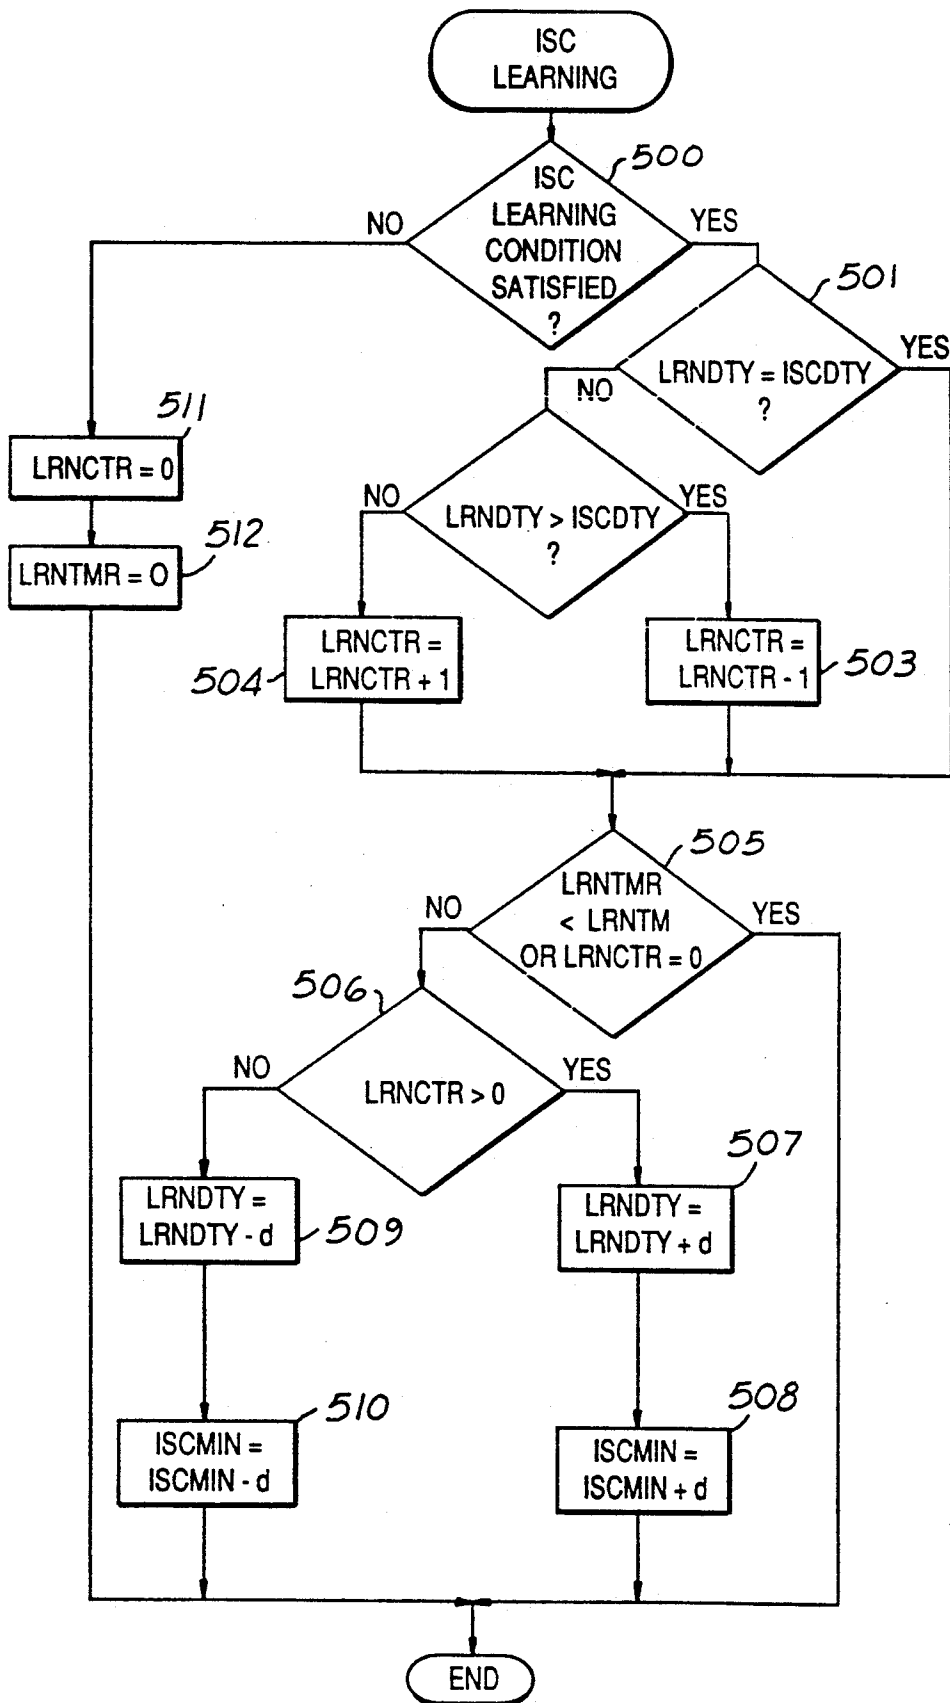 ISC
LEARNING
500
ISC
LEARNING
CONDITION
SATISFIED
?
NO
YES
501
LRNDTY = ISCDTY
?
YES
NO
511
LRNCTR = 0
512
LRNTMR = O
LRNDTY > ISCDTY
?
NO
YES
LRNCTR =
LRNCTR + 1
504
LRNCTR =
LRNCTR - 1
503
505
LRNTMR
< LRNTM
OR LRNCTR = 0
NO
YES
506
LRNCTR > 0
NO
YES
507
LRNDTY =
LRNDTY - d
509
LRNDTY =
LRNDTY + d
510
ISCMIN =
ISCMIN - d
508
ISCMIN =
ISCMIN + d
END